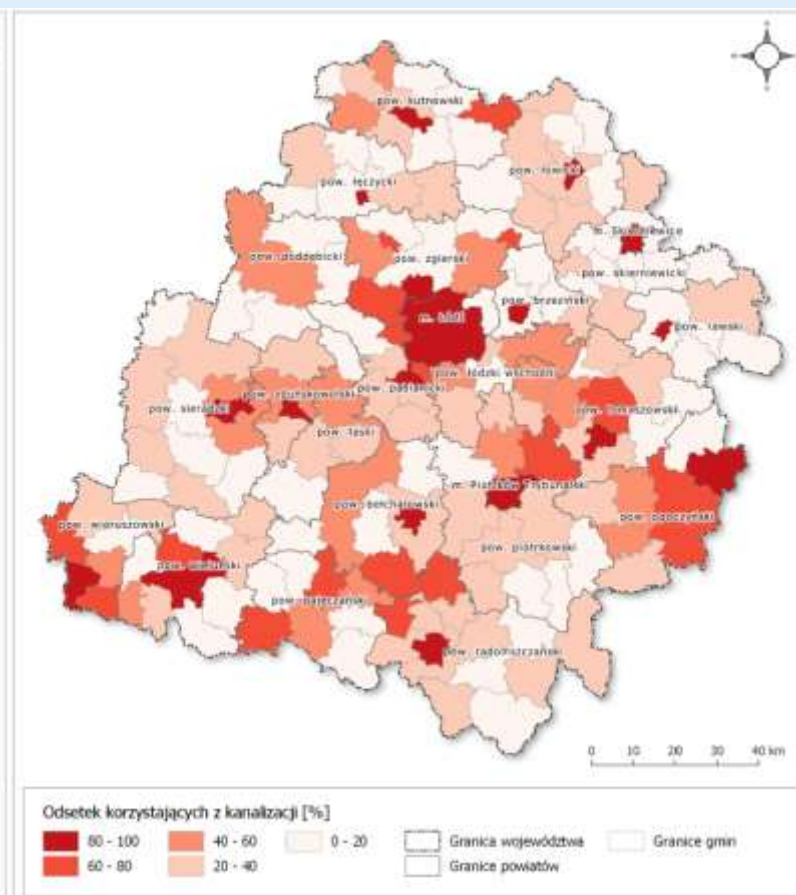 pow. kutnowski
pow. łowicki
pow. łęczycki
m. Skierniewice
pow. poddębicki
pow. zgierski
pow. skierniewicki
pow. brzeziński
m. Łódź
pow. rawski
pow. łódzki wschodni
pow. pabianicki
pow. zduńskowolski
pow. sieradzki
pow. tomaszowski
pow. łaski
m. Piotrków Trybunalski
pow. bełchatowski
pow. opoczyński
pow. wieruszowski
pow. piotrkowski
pow. wieluński
pow. pajęczański
pow. radomszczański
0 10 20 30 40 km
Odsetek korzystających z kanalizacji [%]
80 - 100 40 - 60 0 - 20 Granica województwa Granice gmin
60 - 80 20 - 40 Granice powiatów